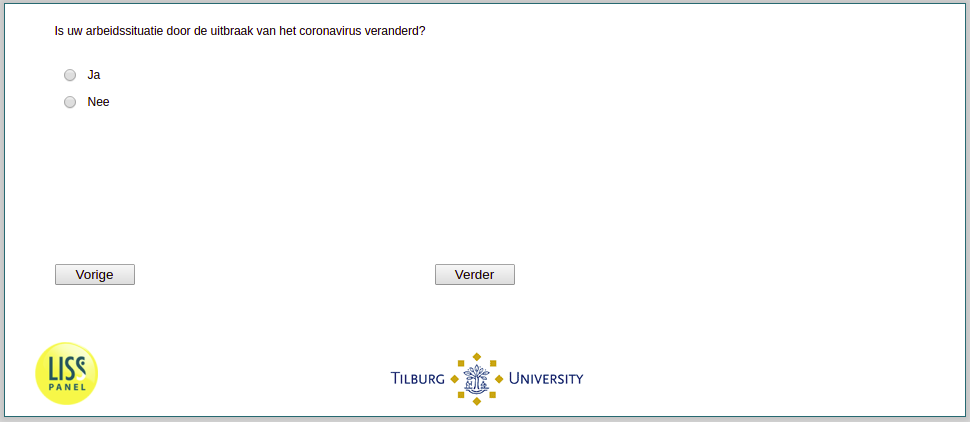 Is uw arbeidssituatie door de uitbraak van het coronavirus veranderd?
Ja
Nee
Vorige
Verder
LISS
PANEL
TILBURG UNIVERSITY